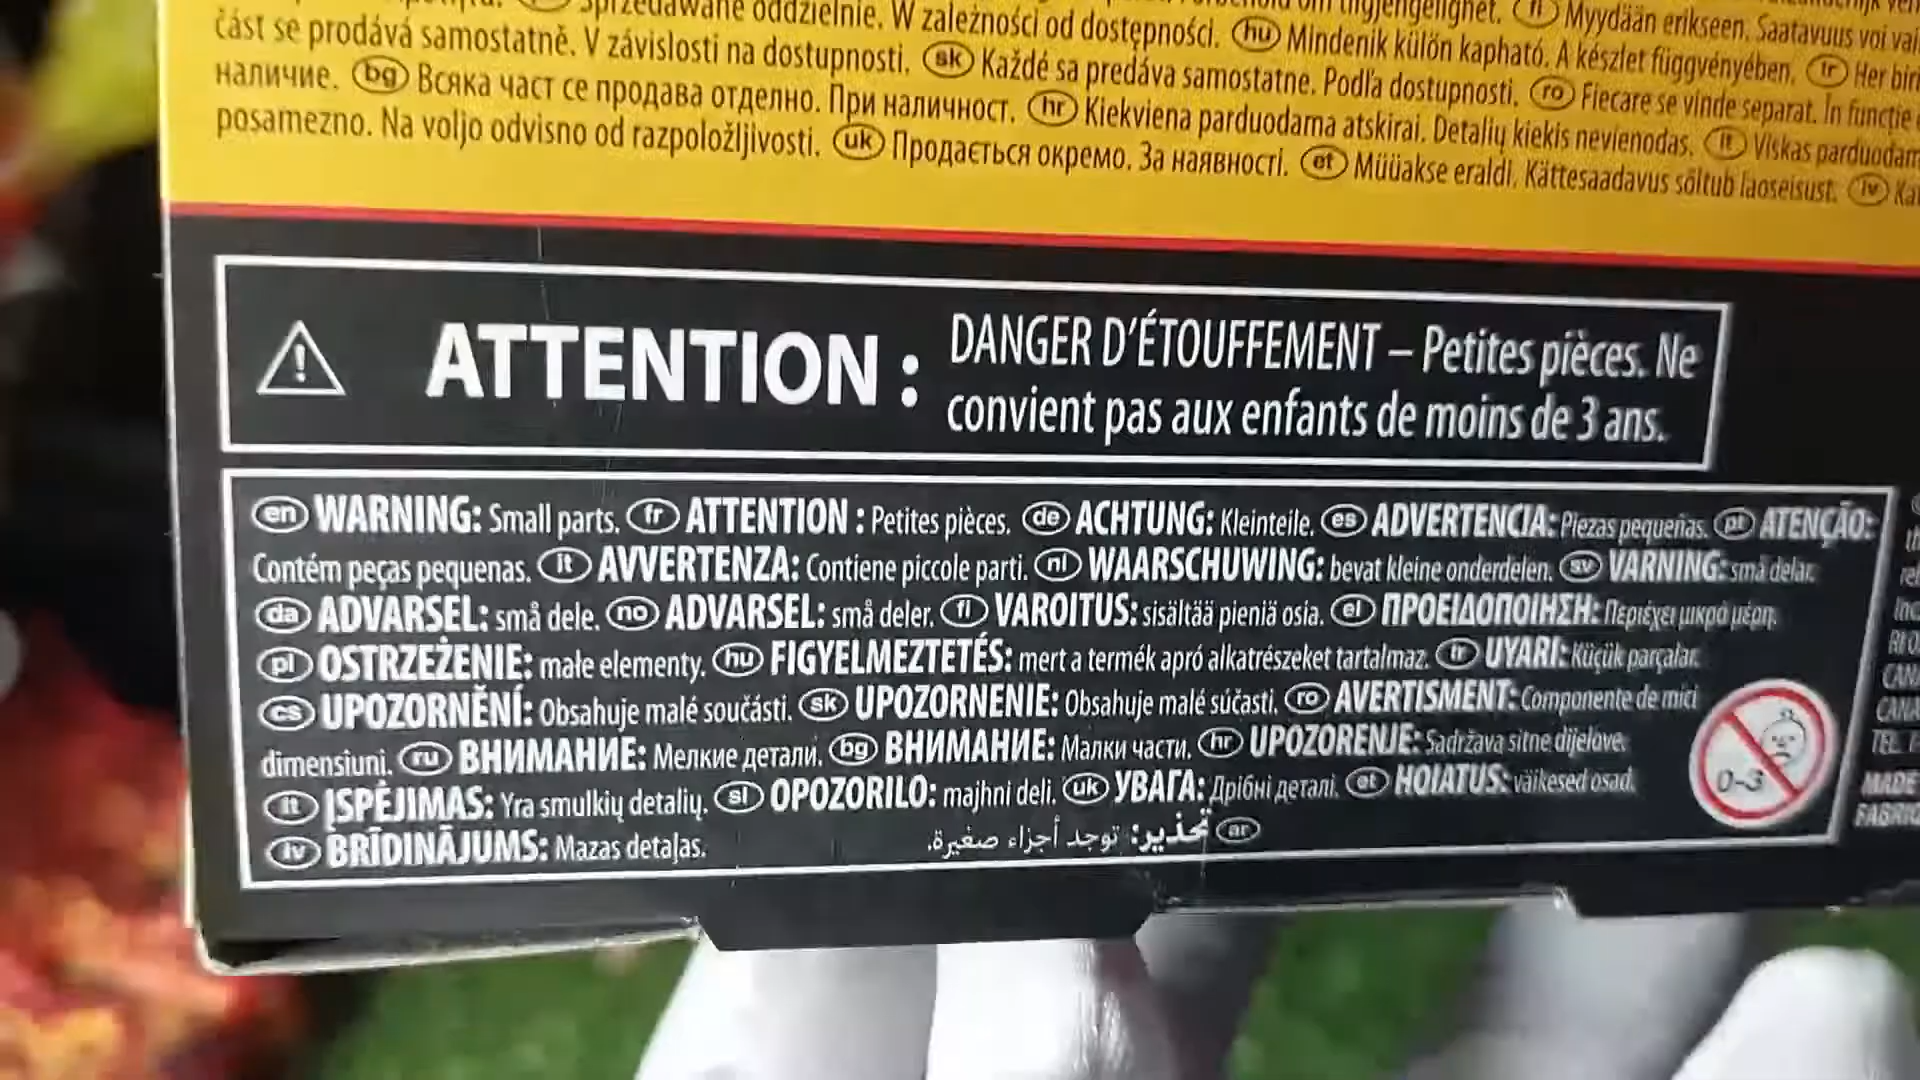 Sprzedawane oddzielnie. W zależności od dostępności. hu Mindenik külön kapható. A készlet függvényében. tr Her
fi Myydään erikseen. Saatavuus voi
část se prodává samostatně. V závislosti na dostupnosti. sk Každé sa predáva samostatne. Podľa dostupnosti. ro Fiecare se vinde separat. În funcție
наличие. bg Всяка част се продава отделно. При наличност. hr Kiekviena parduodama atskirai. Detalių kiekis nevienodas. lt Viskas
posamezno. Na voljo odvisno od razpoložljivosti. uk Продається окремо. За наявності. et Müüakse eraldi. Kättesaadavus sõltub laoseisust. lv
ATTENTION : DANGER D'ÉTOUFFEMENT – Petites pièces. Ne
convient pas aux enfants de moins de 3 ans.
en WARNING: Small parts. fr ATTENTION : Petites pièces. de ACHTUNG: Kleinteile. es ADVERTENCIA: Piezas pequeñas. pt ATENÇÃO:
Contém peças pequenas. it AVVERTENZA: Contiene piccole parti. nl WAARSCHUWING: bevat kleine onderdelen. sv VARNING: små delar.
da ADVARSEL: små dele. no ADVARSEL: små deler. fi VAROITUS: sisältää pieniä osia. el ΠΡΟΕΙΔΟΠΟΙΗΣΗ: Περιέχει μικρά μέρη.
pl OSTRZEŻENIE: małe elementy. hu FIGYELMEZTETÉS: mert a termék apró alkatrészeket tartalmaz. tr UYARI: Küçük parçalar.
cs UPOZORNĚNÍ: Obsahuje malé součásti. sk UPOZORNENIE: Obsahuje malé súčasti. ro AVERTISMENT: Componente de mici
dimensiuni. ru ВНИМАНИЕ: Мелкие детали. bg ВНИМАНИЕ: Малки части. hr UPOZORENJE: Sadržava sitne dijelove.
lt ĮSPĖJIMAS: Yra smulkių detalių. sl OPOZORILO: majhni deli. uk УВАГА: Дрібні деталі. et HOIATUS: väikesed osad.
lv BRĪDINĀJUMS: Mazas detaļas. ar تحذير: توجد أجزاء صغيرة.
0-3
MADE